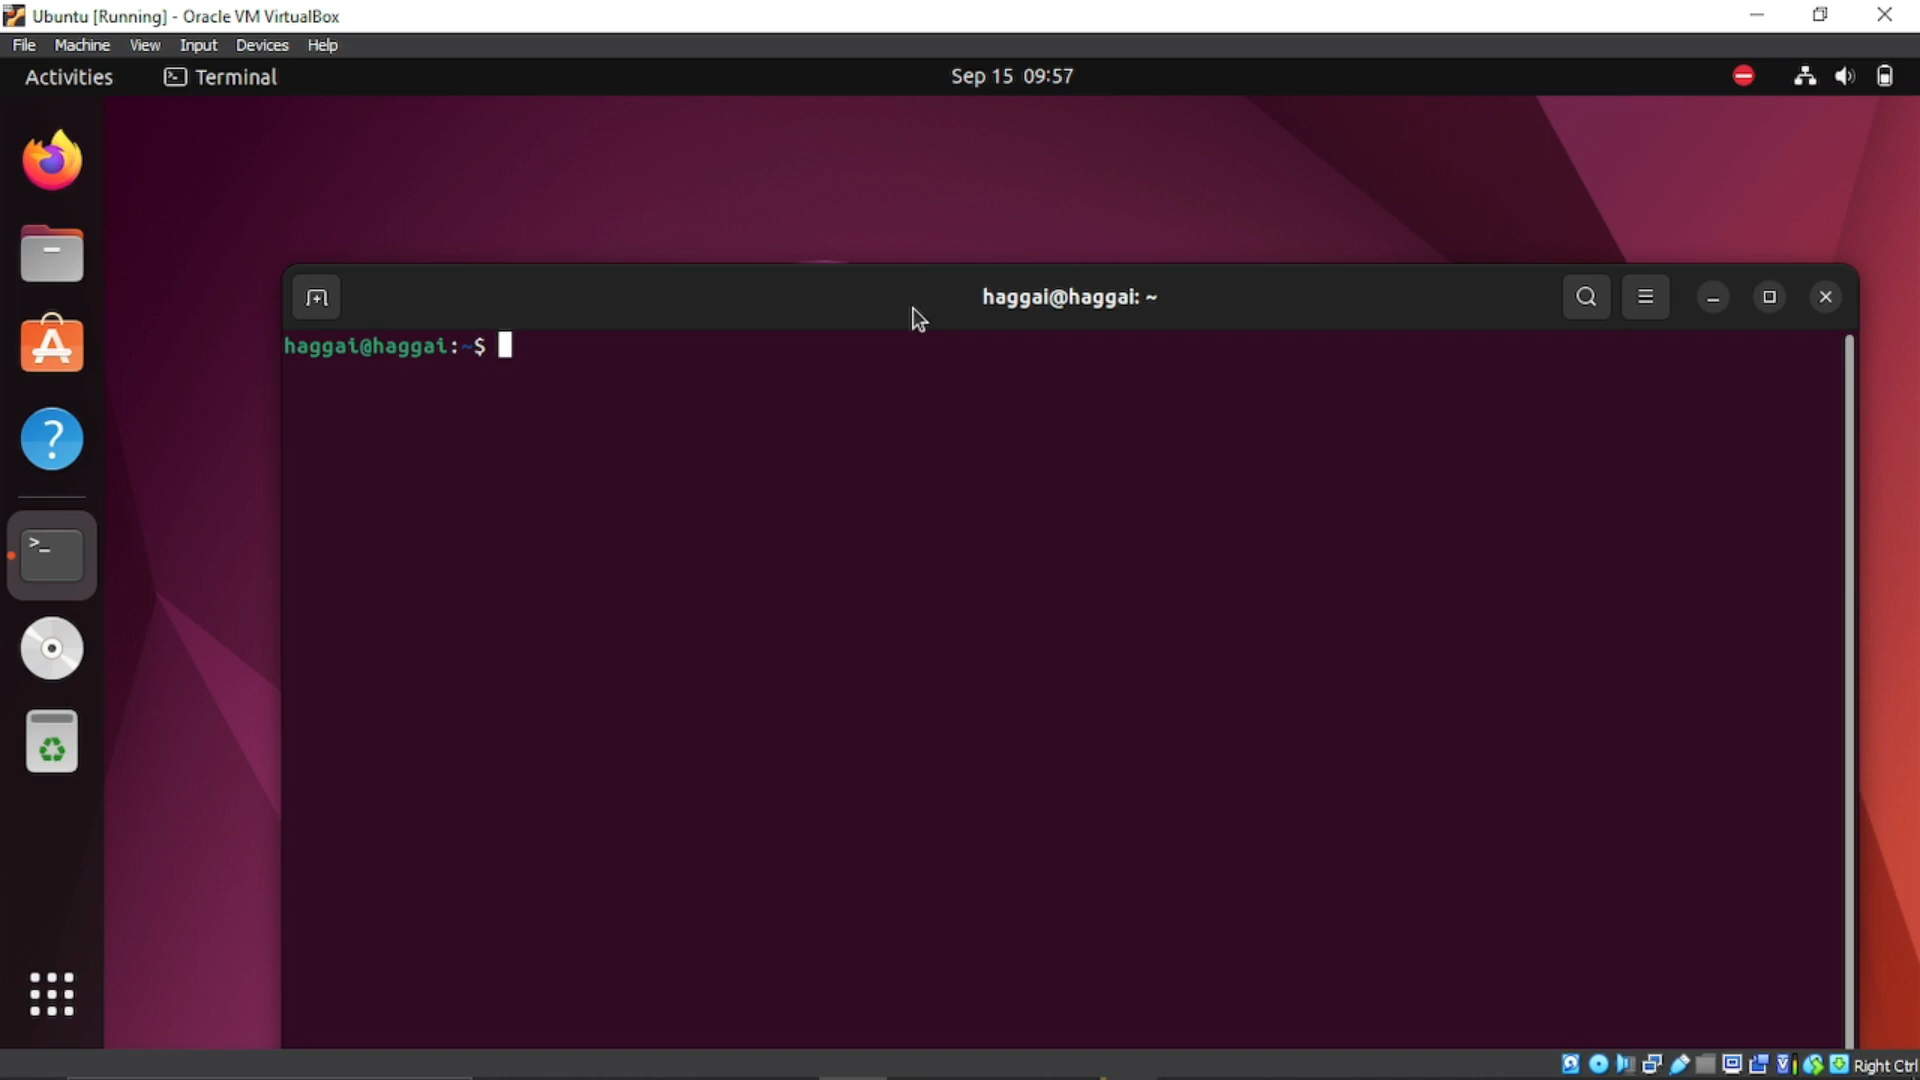 Ubuntu [Running] - Oracle VM VirtualBox
File Machine View Input Devices Help
Activities Terminal Sep 15 09:57
haggai@haggai: ~
haggai@haggai:~$
Right Ctrl